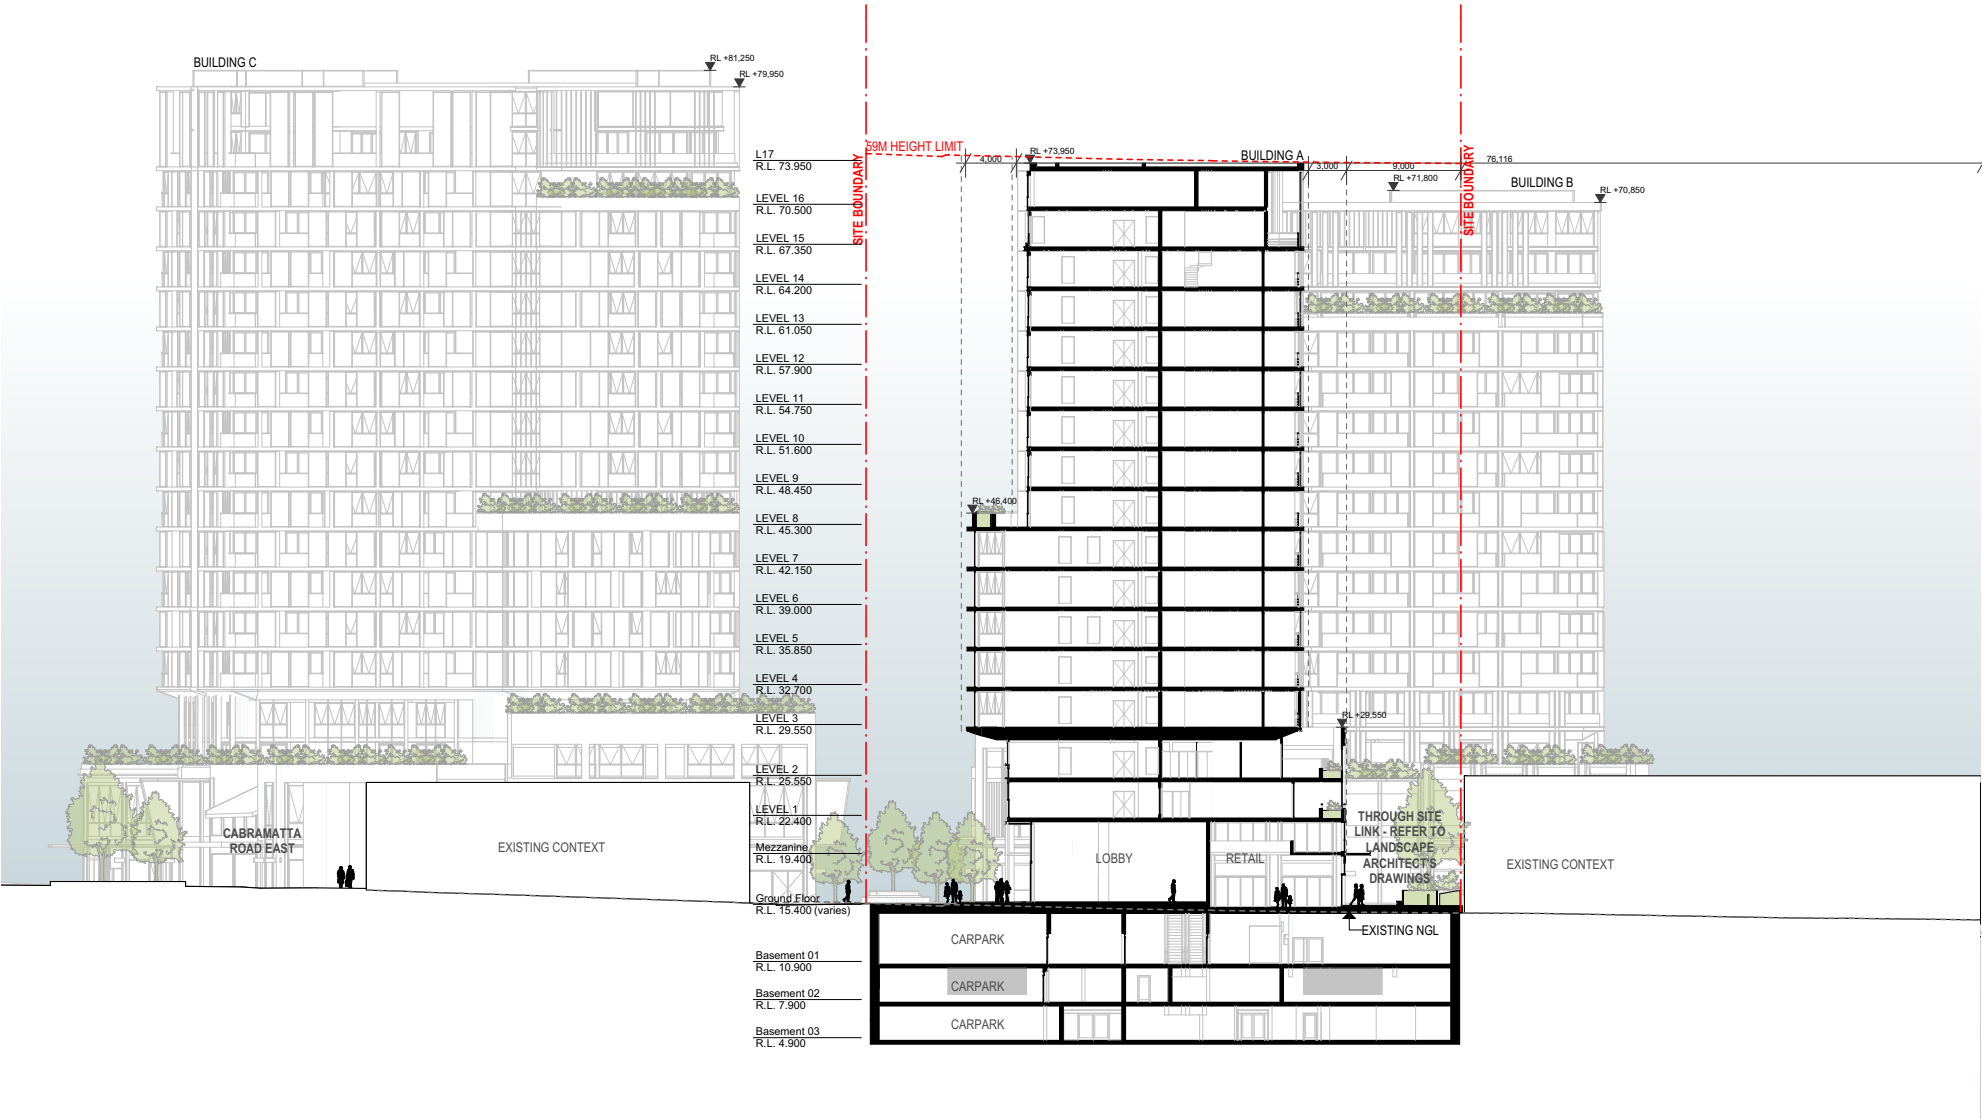 BUILDING C
RL +81,250
RL +79,950
L17
R.L. 73.950
LEVEL 16
R.L. 70.500
LEVEL 15
R.L. 67.350
LEVEL 14
R.L. 64.200
LEVEL 13
R.L. 61.050
LEVEL 12
R.L. 57.900
LEVEL 11
R.L. 54.750
LEVEL 10
R.L. 51.600
LEVEL 9
R.L. 48.450
LEVEL 8
R.L. 45.300
LEVEL 7
R.L. 42.150
LEVEL 6
R.L. 39.000
LEVEL 5
R.L. 35.850
LEVEL 4
R.L. 32.700
LEVEL 3
R.L. 29.550
LEVEL 2
R.L. 25.550
LEVEL 1
R.L. 22.400
Mezzanine
R.L. 19.400
Ground Floor
R.L. 15.400 (varies)
Basement 01
R.L. 10.900
Basement 02
R.L. 7.900
Basement 03
R.L. 4.900
SITE BOUNDARY
59M HEIGHT LIMIT
4,000
RL +73,950
BUILDING A
3,000
9,000
76,116
SITE BOUNDARY
RL +71,800
BUILDING B
RL +70,850
RL +46,400
RL +29,550
CABRAMATTA
ROAD EAST
EXISTING CONTEXT
LOBBY
RETAIL
THROUGH SITE
LINK - REFER TO
LANDSCAPE
ARCHITECT'S
DRAWINGS
EXISTING CONTEXT
EXISTING NGL
CARPARK
CARPARK
CARPARK